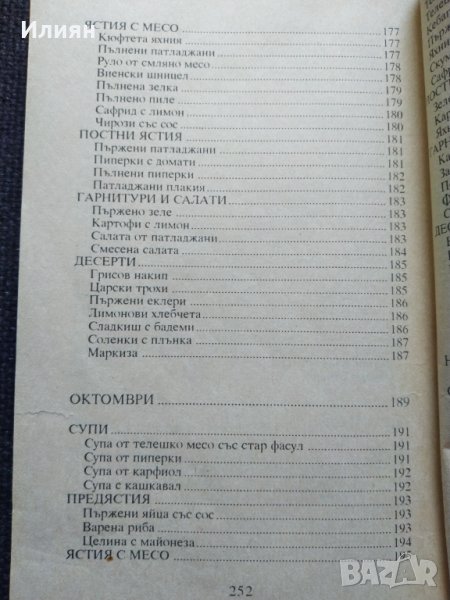 Илиян
ЯСТИЯ С МЕСО 177
Кюфтета яхния 177
Пълнени патладжани 177
Руло от смляно месо 178
Виенски шницел 178
Пълнена зелка 179
Пълнено пиле 179
Сафрид с лимон 180
Чирози със сос 180
ПОСТНИ ЯСТИЯ 181
Пържени патладжани 181
Пиперки с домати 181
Пълнени пиперки 182
Патладжани плакия 182
ГАРНИТУРИ И САЛАТИ 183
Пържено зеле 183
Картофи с лимон 183
Салата от патладжани 183
Смесена салата 184
ДЕСЕРТИ 185
Грисов накип 185
Царски трохи 185
Пържени еклери 186
Лимонови хлебчета 186
Сладкиш с бадеми 186
Соленки с плънка 187
Маркиза 187
ОКТОМВРИ 189
СУПИ 191
Супа от телешко месо със стар фасул 191
Супа от пиперки 191
Супа от карфиол 192
Супа с кашкавал 192
ПРЕДЯСТИЯ 193
Пържени яйца със сос 193
Варена риба 193
Целина с майонеза 194
ЯСТИЯ С МЕСО 195
252
BAZAR